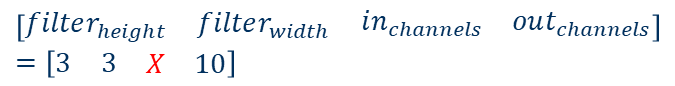 [filter_height filter_width in_channels out_channels]
= [3 3 X 10]